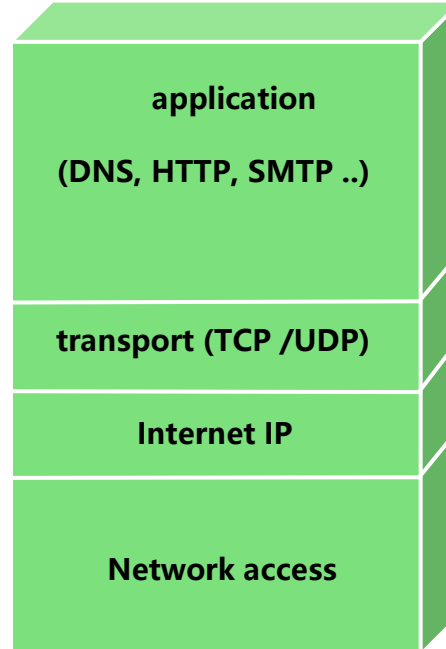 application
(DNS, HTTP, SMTP ..)
transport (TCP /UDP)
Internet IP
Network access